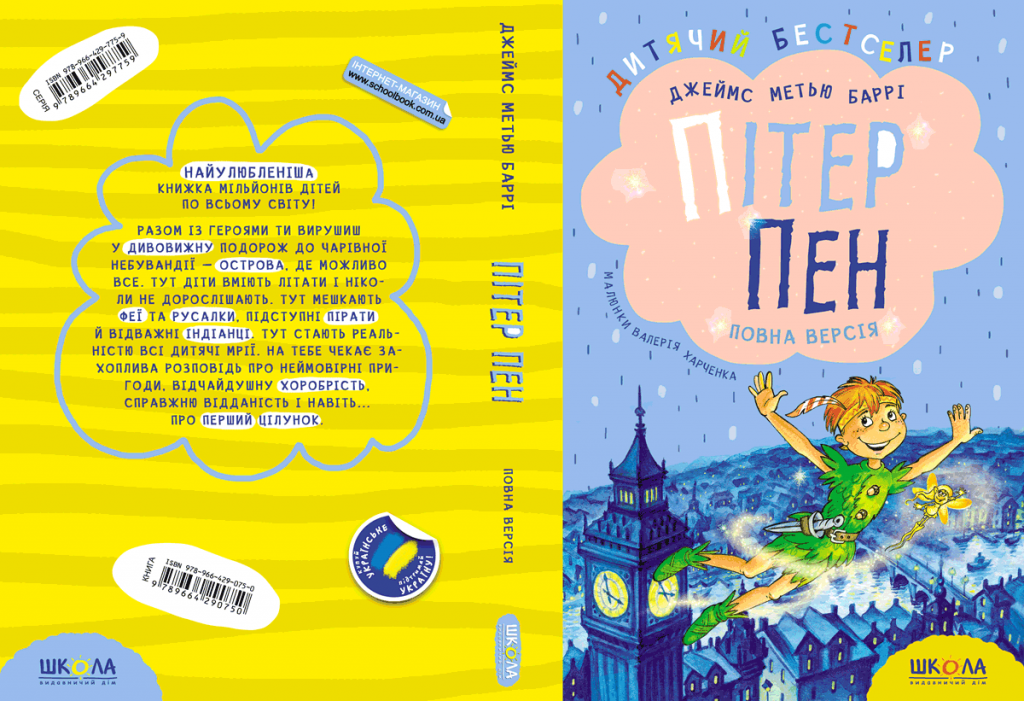 ISBN 978-966-429-775-9
9 789664 297759
СЕРІЯ
ІНТЕРНЕТ-МАГАЗИН
www.schoolbook.com.ua
НАЙУЛЮБЛЕНІША
КНИЖКА МІЛЬЙОНІВ ДІТЕЙ
ПО ВСЬОМУ СВІТУ!
РАЗОМ ІЗ ГЕРОЯМИ ТИ ВИРУШИШ
У ДИВОВИЖНУ ПОДОРОЖ ДО ЧАРІВНОЇ
НЕБУВАНДІЇ – ОСТРОВА, ДЕ МОЖЛИВО
ВСЕ. ТУТ ДІТИ ВМІЮТЬ ЛІТАТИ І НІКО-
ЛИ НЕ ДОРОСЛІШАЮТЬ. ТУТ МЕШКАЮТЬ
ФЕЇ ТА РУСАЛКИ, ПІДСТУПНІ ПІРАТИ
Й ВІДВАЖНІ ІНДІАНЦІ. ТУТ СТАЮТЬ РЕАЛЬ-
НІСТЮ ВСІ ДИТЯЧІ МРІЇ. НА ТЕБЕ ЧЕКАЄ ЗА-
ХОПЛИВА РОЗПОВІДЬ ПРО НЕЙМОВІРНІ ПРИ-
ГОДИ, ВІДЧАЙДУШНУ ХОРОБРІСТЬ,
СПРАВЖНЮ ВІДДАНІСТЬ І НАВІТЬ...
ПРО ПЕРШИЙ ЦІЛУНОК.
КНИГА
ISBN 978-966-429-075-0
9 789664 290750
КУПУЙ
УКРАЇНСЬКЕ
ПІДТРИМАЙ
УКРАЇНУ!
ШКОЛА
видавничий дім
ДЖЕЙМС МЕТЬЮ БАРРІ
ПІТЕР ПЕН
ПОВНА ВЕРСІЯ
ШКОЛА
ДИТЯЧИЙ БЕСТСЕЛЕР
ДЖЕЙМС МЕТЬЮ БАРРІ
ПІТЕР
ПЕН
ПОВНА ВЕРСІЯ
МАЛЮНКИ ВАЛЕРІЯ ХАРЧЕНКА
ШКОЛА
видавничий дім